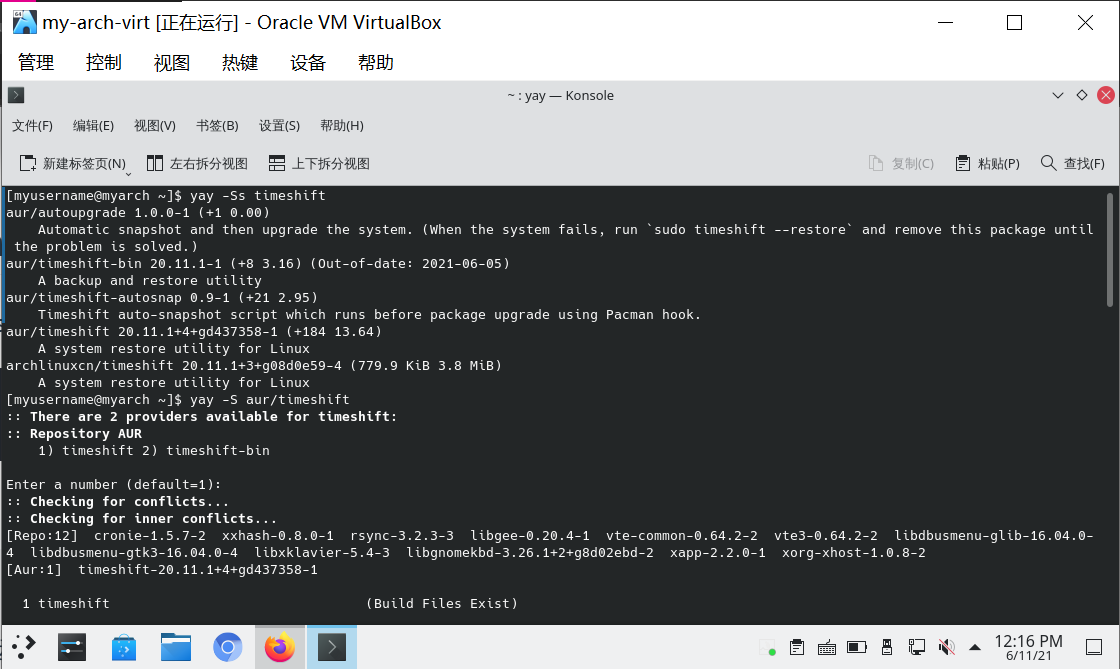 my-arch-virt [正在运行] - Oracle VM VirtualBox
管理 控制 视图 热键 设备 帮助
~ : yay — Konsole
文件(F) 编辑(E) 视图(V) 书签(B) 设置(S) 帮助(H)
新建标签页(N) 左右拆分视图 上下拆分视图 复制(C) 粘贴(P) 查找(F)
[myusername@myarch ~]$ yay -Ss timeshift
aur/autoupgrade 1.0.0-1 (+1 0.00)
    Automatic snapshot and then upgrade the system. (When the system fails, run `sudo timeshift --restore` and remove this package until
 the problem is solved.)
aur/timeshift-bin 20.11.1-1 (+8 3.16) (Out-of-date: 2021-06-05)
    A backup and restore utility
aur/timeshift-autosnap 0.9-1 (+21 2.95)
    Timeshift auto-snapshot script which runs before package upgrade using Pacman hook.
aur/timeshift 20.11.1+4+gd437358-1 (+184 13.64)
    A system restore utility for Linux
archlinuxcn/timeshift 20.11.1+3+g08d0e59-4 (779.9 KiB 3.8 MiB)
    A system restore utility for Linux
[myusername@myarch ~]$ yay -S aur/timeshift
:: There are 2 providers available for timeshift:
:: Repository AUR
    1) timeshift 2) timeshift-bin
Enter a number (default=1):
:: Checking for conflicts...
:: Checking for inner conflicts...
[Repo:12]  cronie-1.5.7-2  xxhash-0.8.0-1  rsync-3.2.3-3  libgee-0.20.4-1  vte-common-0.64.2-2  vte3-0.64.2-2  libdbusmenu-glib-16.04.0-
4  libdbusmenu-gtk3-16.04.0-4  libxklavier-5.4-3  libgnomekbd-3.26.1+2+g8d02ebd-2  xapp-2.2.0-1  xorg-xhost-1.0.8-2
[Aur:1]  timeshift-20.11.1+4+gd437358-1
  1 timeshift                                (Build Files Exist)
12:16 PM
6/11/21